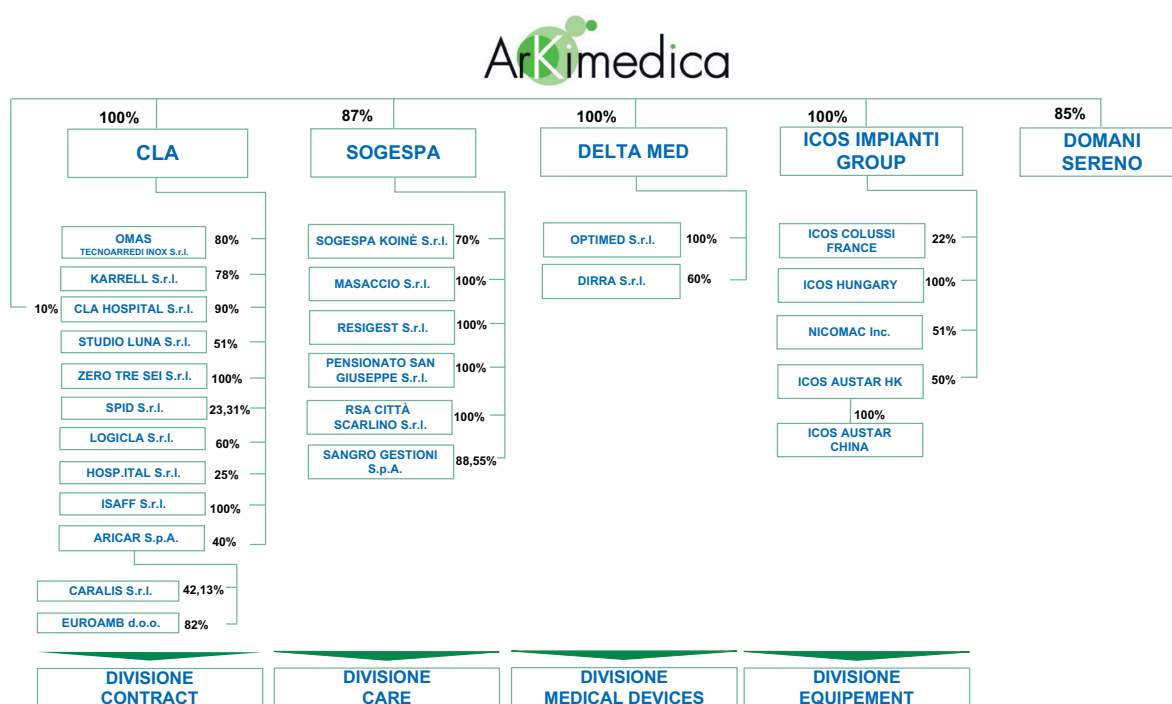 ArKimedica
100%
CLA
87%
SOGESPA
100%
DELTA MED
100%
ICOS IMPIANTI
GROUP
85%
DOMANI
SERENO
OMAS
TECNOARREDI INOX S.r.l.
80%
KARRELL S.r.l.
78%
10%
CLA HOSPITAL S.r.l.
90%
STUDIO LUNA S.r.l.
51%
ZERO TRE SEI S.r.l.
100%
SPID S.r.l.
23,31%
LOGICLA S.r.l.
60%
HOSP.ITAL S.r.l.
25%
ISAFF S.r.l.
100%
ARICAR S.p.A.
40%
CARALIS S.r.l.
42,13%
EUROAMB d.o.o.
82%
SOGESPA KOINÈ S.r.l.
70%
MASACCIO S.r.l.
100%
RESIGEST S.r.l.
100%
PENSIONATO SAN
GIUSEPPE S.r.l.
100%
RSA CITTÀ
SCARLINO S.r.l.
100%
SANGRO GESTIONI
S.p.A.
88,55%
OPTIMED S.r.l.
100%
DIRRA S.r.l.
60%
ICOS COLUSSI
FRANCE
22%
ICOS HUNGARY
100%
NICOMAC Inc.
51%
ICOS AUSTAR HK
50%
100%
ICOS AUSTAR
CHINA
DIVISIONE
CONTRACT
DIVISIONE
CARE
DIVISIONE
MEDICAL DEVICES
DIVISIONE
EQUIPEMENT